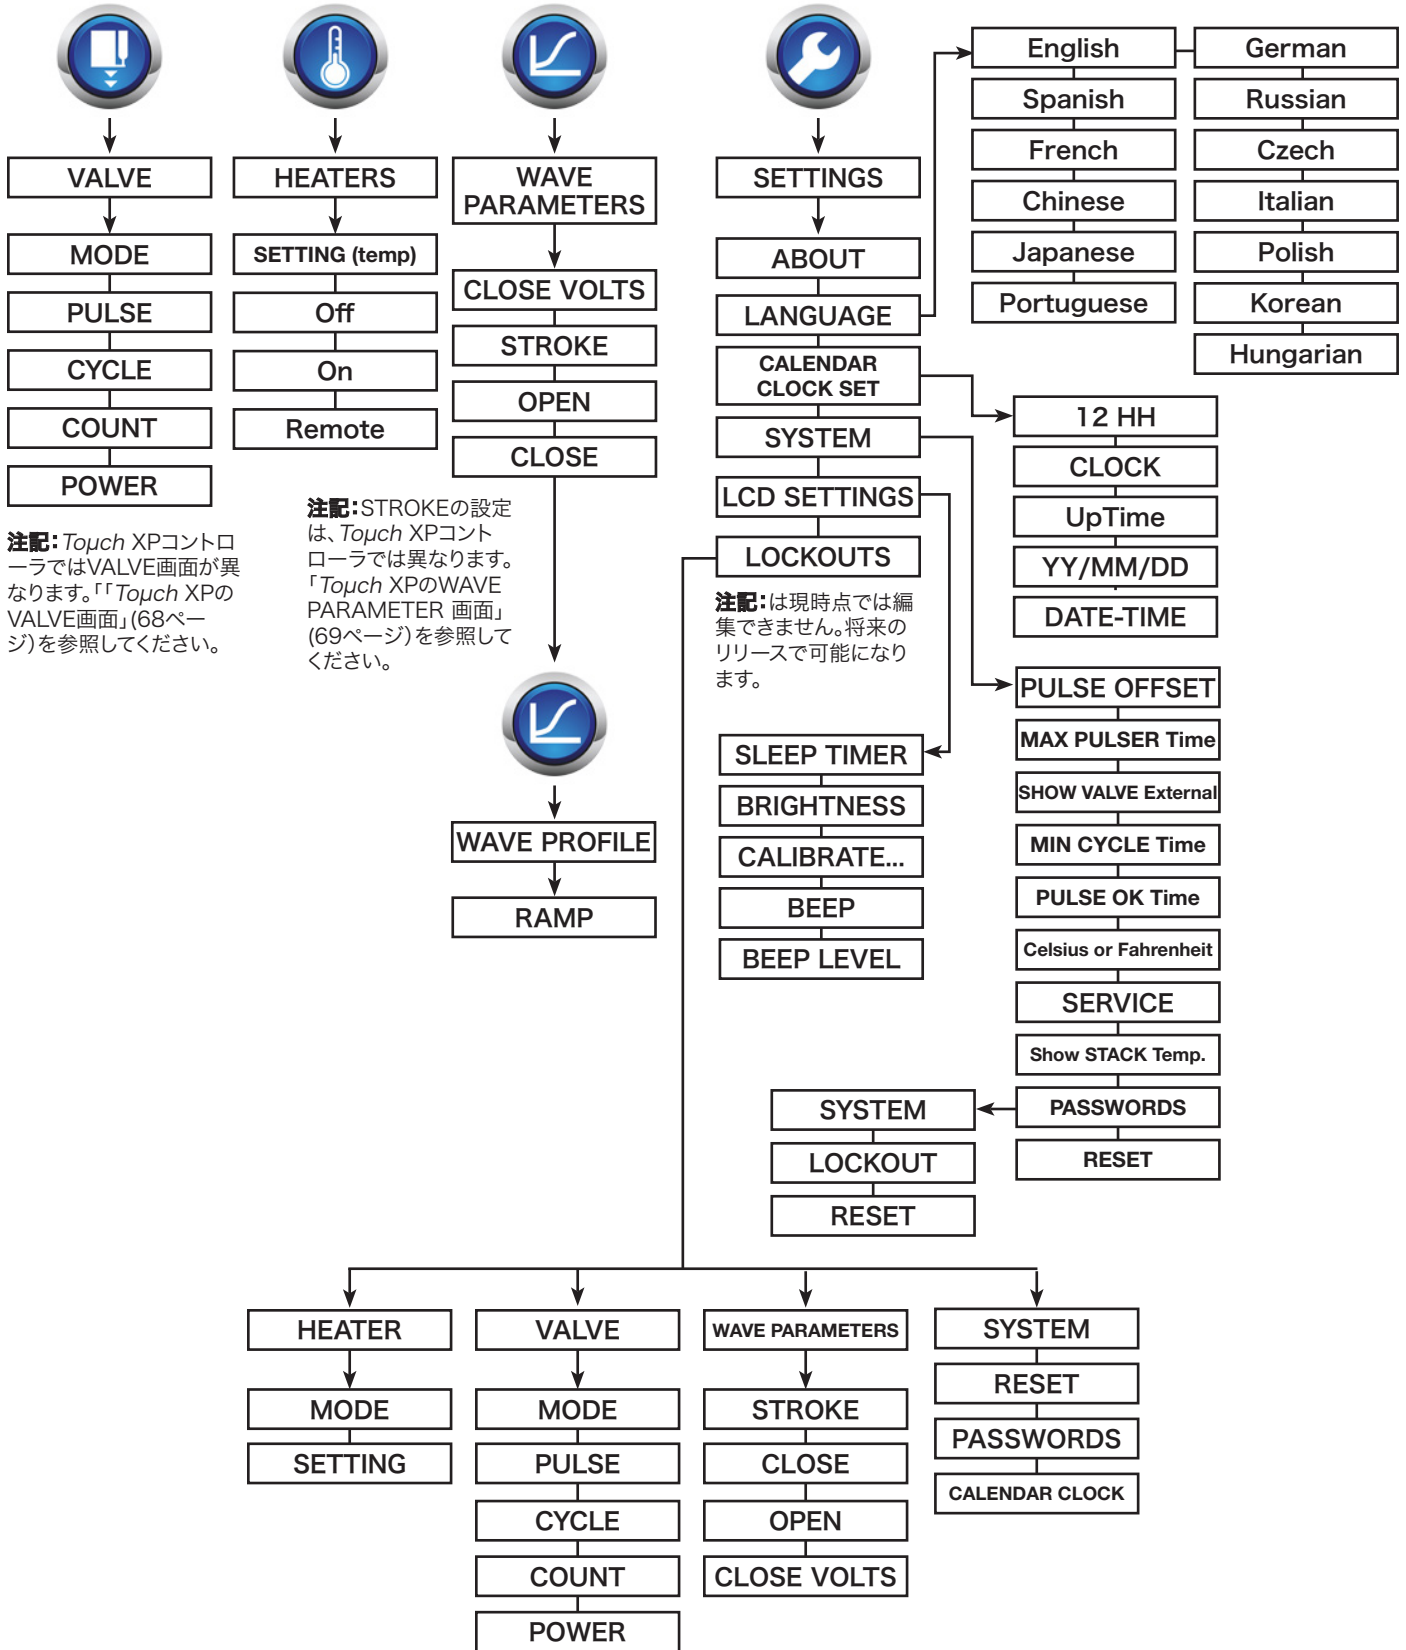 VALVE
MODE
PULSE
CYCLE
COUNT
POWER
注記：Toµch XPコントロ
ーラではVALVE画面が異
なります。「「Toµch XPの
VALVE画面」(68ペー
ジ)を参照してください。
HEATERS
SETTING (temp)
Off
On
Remote
注記：STROKEの設定
は、Toµch XPコント
ローラでは異なります。
「Toµch XPのWAVE
PARAMETER 画面」
(69ページ)を参照して
ください。
WAVE
PARAMETERS
CLOSE VOLTS
STROKE
OPEN
CLOSE
WAVE PROFILE
RAMP
SETTINGS
ABOUT
LANGUAGE
CALENDAR
CLOCK SET
SYSTEM
LCD SETTINGS
LOCKOUTS
注記：は現時点では編
集できません。将来の
リリースで可能になり
ます。
English
Spanish
French
Chinese
Japanese
Portuguese
German
Russian
Czech
Italian
Polish
Korean
Hungarian
12 HH
CLOCK
UpTime
YY/MM/DD
DATE-TIME
PULSE OFFSET
MAX PULSER Time
SHOW VALVE External
MIN CYCLE Time
PULSE OK Time
Celsius or Fahrenheit
SERVICE
Show STACK Temp.
PASSWORDS
RESET
SLEEP TIMER
BRIGHTNESS
CALIBRATE...
BEEP
BEEP LEVEL
SYSTEM
LOCKOUT
RESET
HEATER
MODE
SETTING
VALVE
MODE
PULSE
CYCLE
COUNT
POWER
WAVE PARAMETERS
STROKE
CLOSE
OPEN
CLOSE VOLTS
SYSTEM
RESET
PASSWORDS
CALENDAR CLOCK